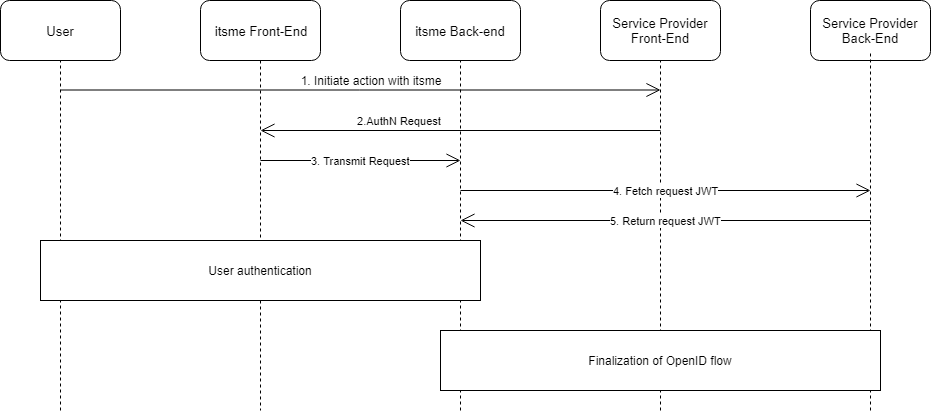 User
itsme Front-End
itsme Back-end
Service Provider
Front-End
Service Provider
Back-End
1. Initiate action with itsme
2.AuthN Request
3. Transmit Request
4. Fetch request JWT
5. Return request JWT
User authentication
Finalization of OpenID flow